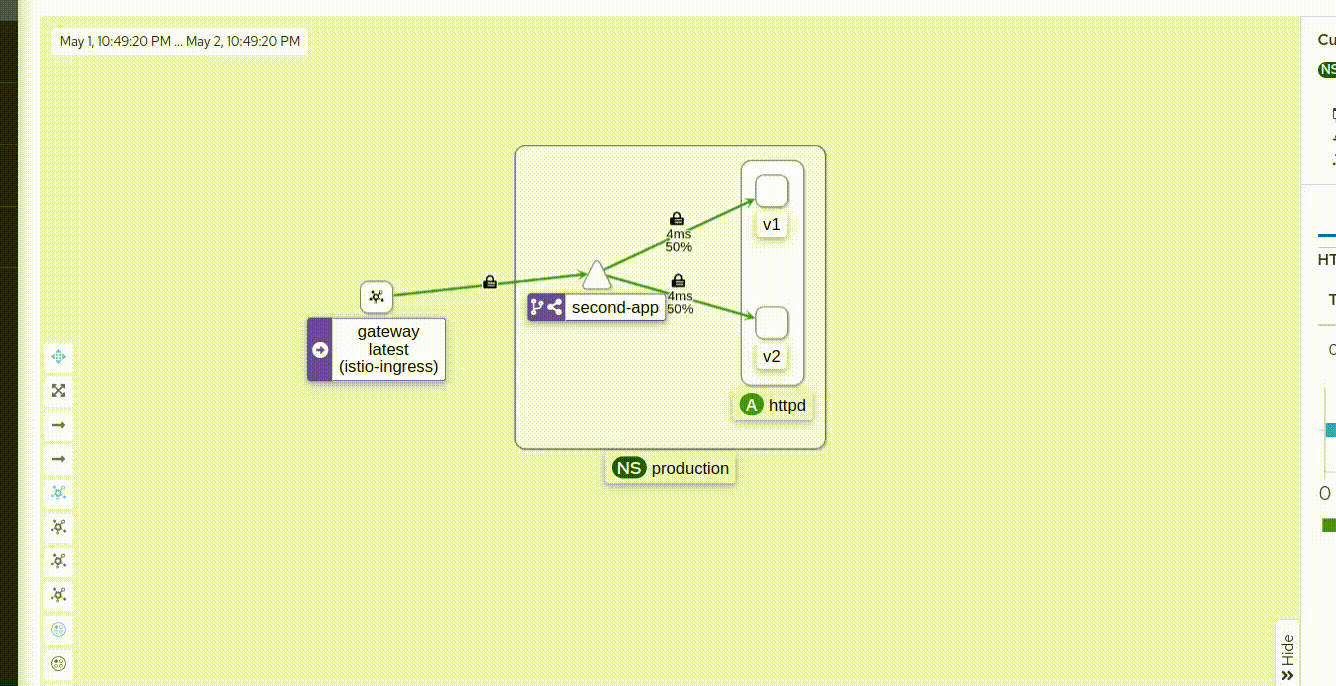 May 1, 10:49:20 PM ... May 2, 10:49:20 PM
Cu
NS
v1
4ms
50%
second-app
4ms
50%
HT
T
gateway
latest
(istio-ingress)
v2
A httpd
NS production
0
Hide